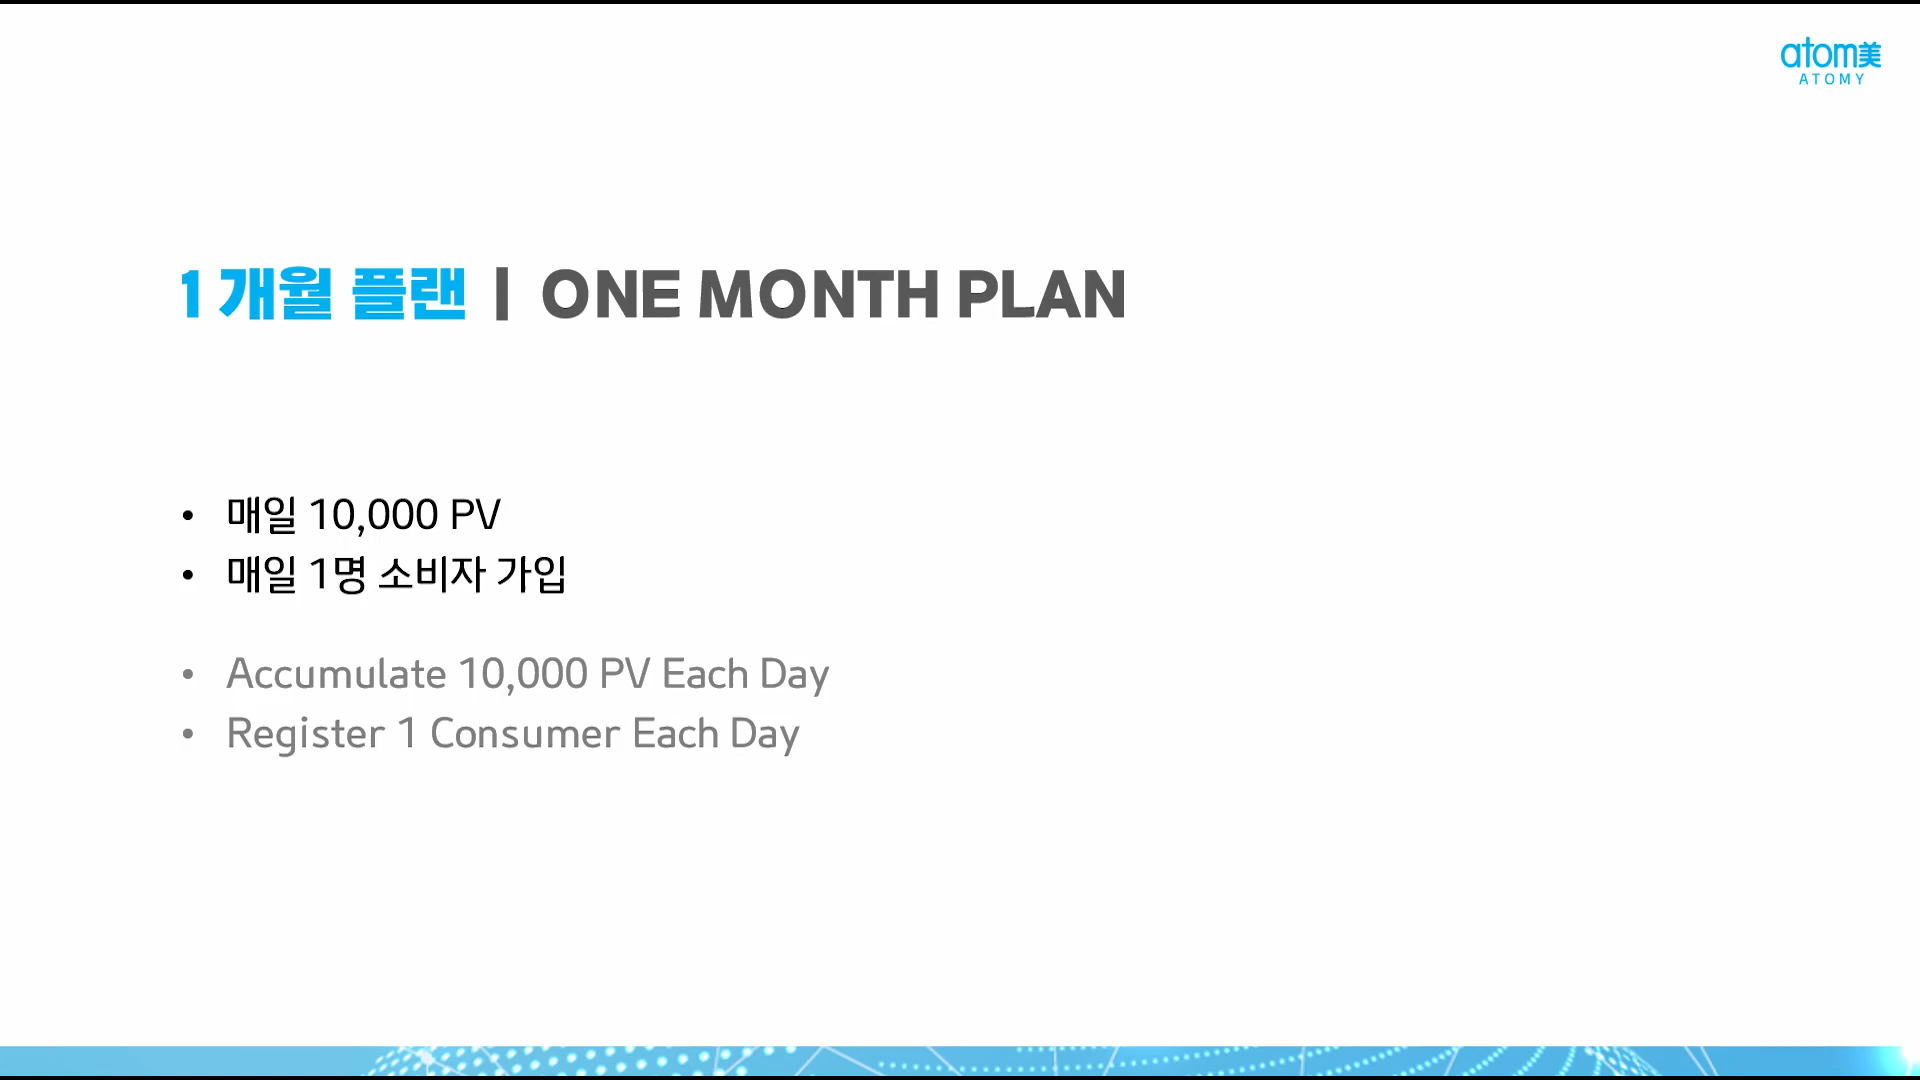 atom美
ATOMY
1개월 플랜 | ONE MONTH PLAN
• 매일 10,000 PV
• 매일 1명 소비자 가입
• Accumulate 10,000 PV Each Day
• Register 1 Consumer Each Day